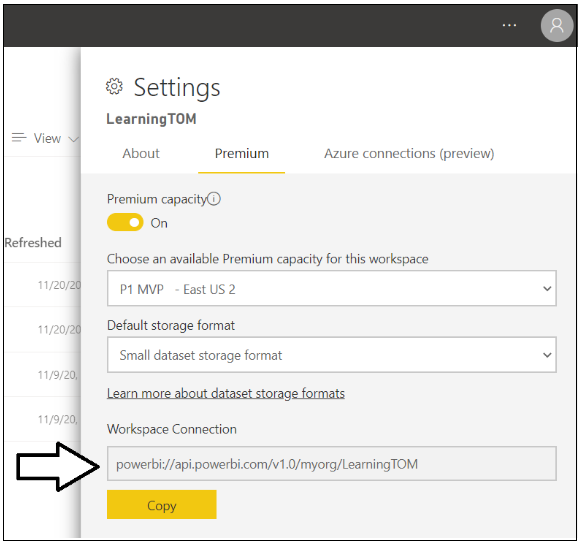 ...
Settings
LearningTOM
View
About Premium Azure connections (preview)
Premium capacity
On
Refreshed
Choose an available Premium capacity for this workspace
11/20/20
P1 MVP - East US 2
11/20/20
Default storage format
Small dataset storage format
11/9/20,
Learn more about dataset storage formats
11/9/20,
Workspace Connection
powerbi://api.powerbi.com/v1.0/myorg/LearningTOM
Copy